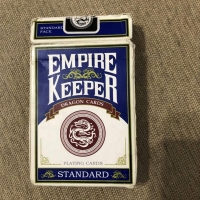 STANDARD
PACK
EMPIRE
KEEPER
DRAGON CARDS
PLAYING CARDS
STANDARD